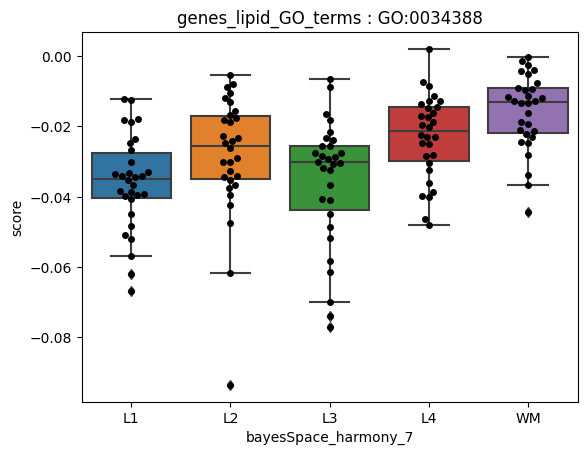 genes_lipid_GO_terms : GO:0034388
0.00
−0.02
−0.04
−0.06
−0.08
score
L1 L2 L3 L4 WM
bayesSpace_harmony_7